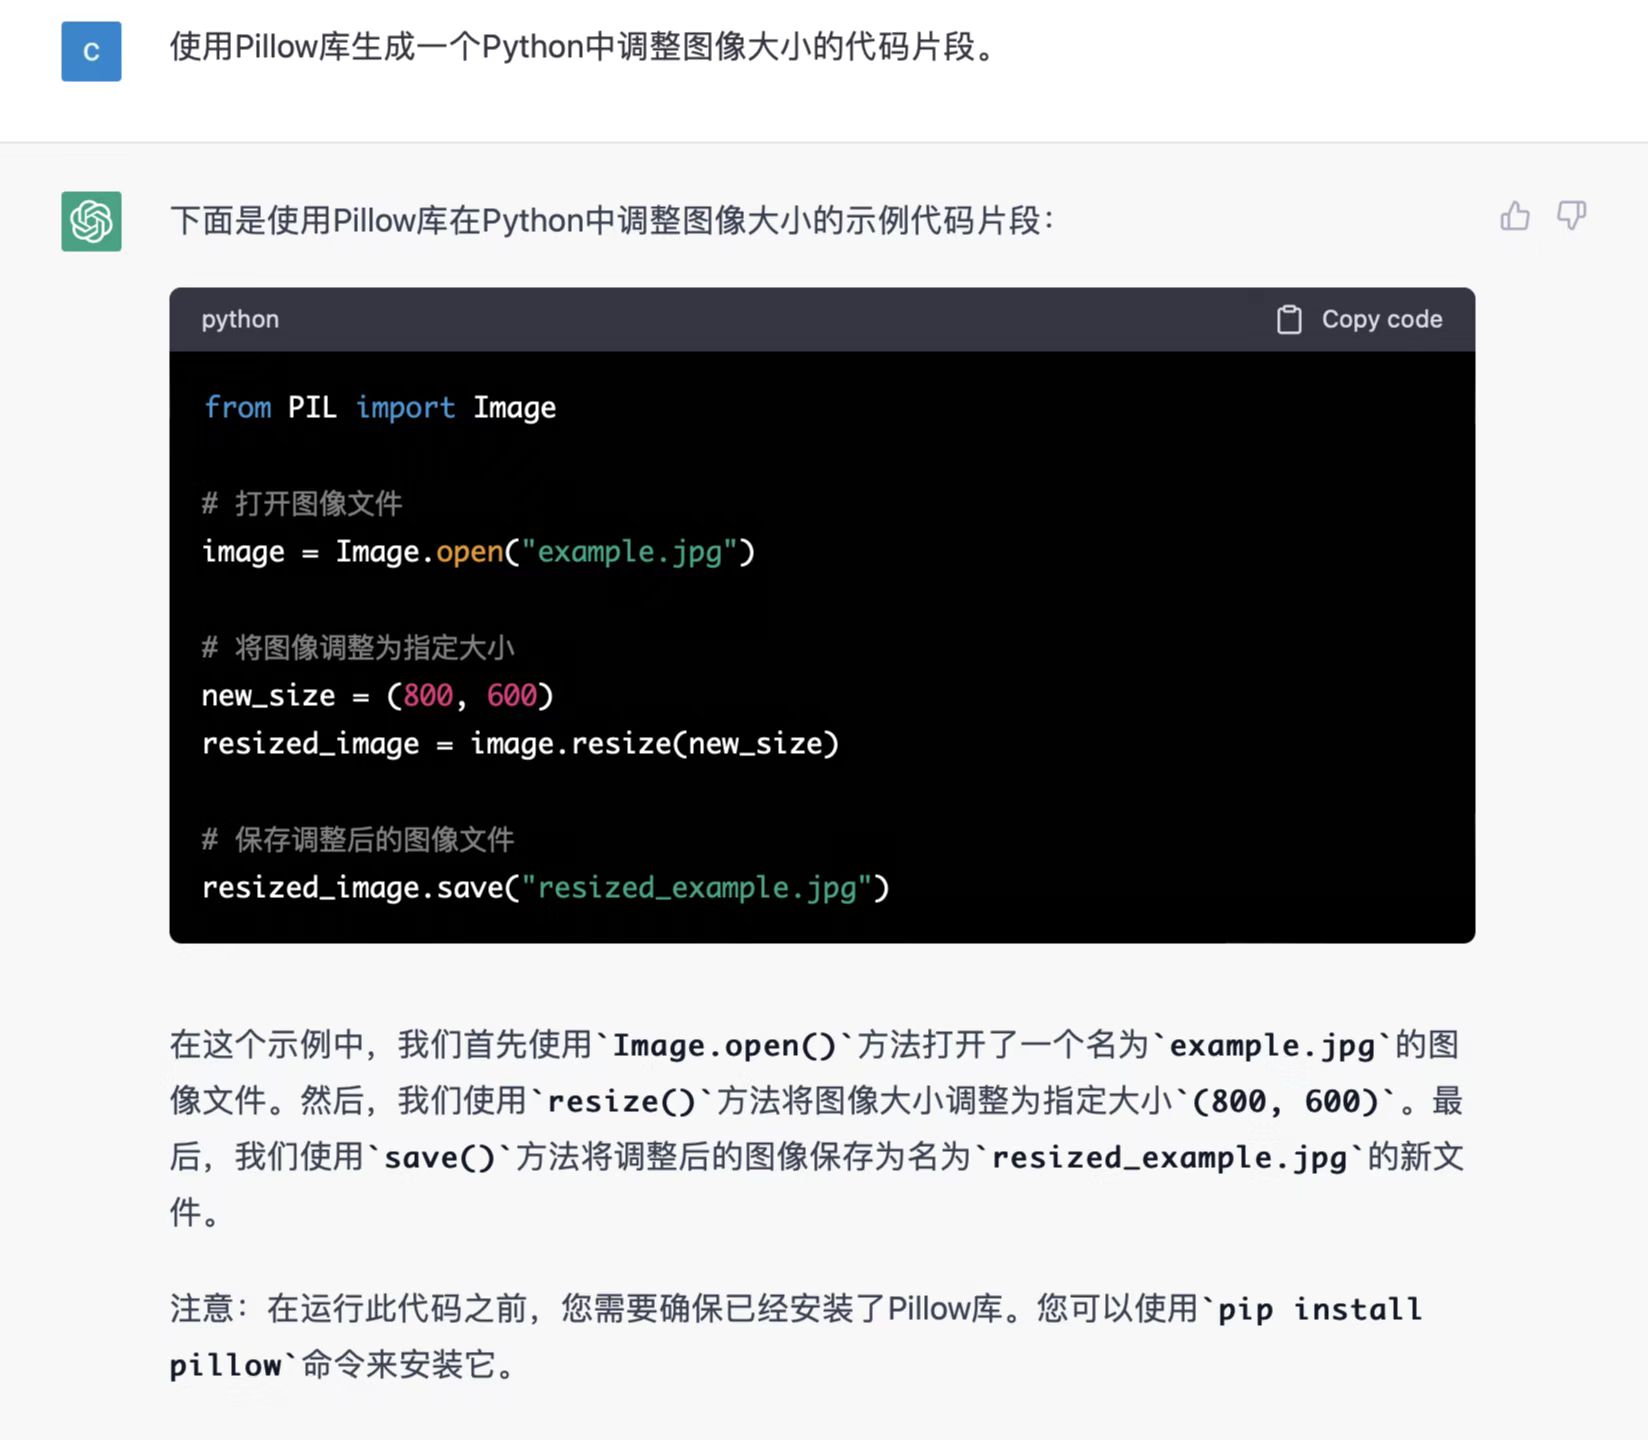 C
使用Pillow库生成一个Python中调整图像大小的代码片段。
下面是使用Pillow库在Python中调整图像大小的示例代码片段：
python
Copy code
from PIL import Image
# 打开图像文件
image = Image.open("example.jpg")
# 将图像调整为指定大小
new_size = (800, 600)
resized_image = image.resize(new_size)
# 保存调整后的图像文件
resized_image.save("resized_example.jpg")
在这个示例中，我们首先使用`Image.open()`方法打开了一个名为`example.jpg`的图
像文件。然后，我们使用`resize()`方法将图像大小调整为指定大小`(800, 600)`。最
后，我们使用`save()`方法将调整后的图像保存为名为`resized_example.jpg`的新文
件。
注意：在运行此代码之前，您需要确保已经安装了Pillow库。您可以使用`pip install
pillow`命令来安装它。